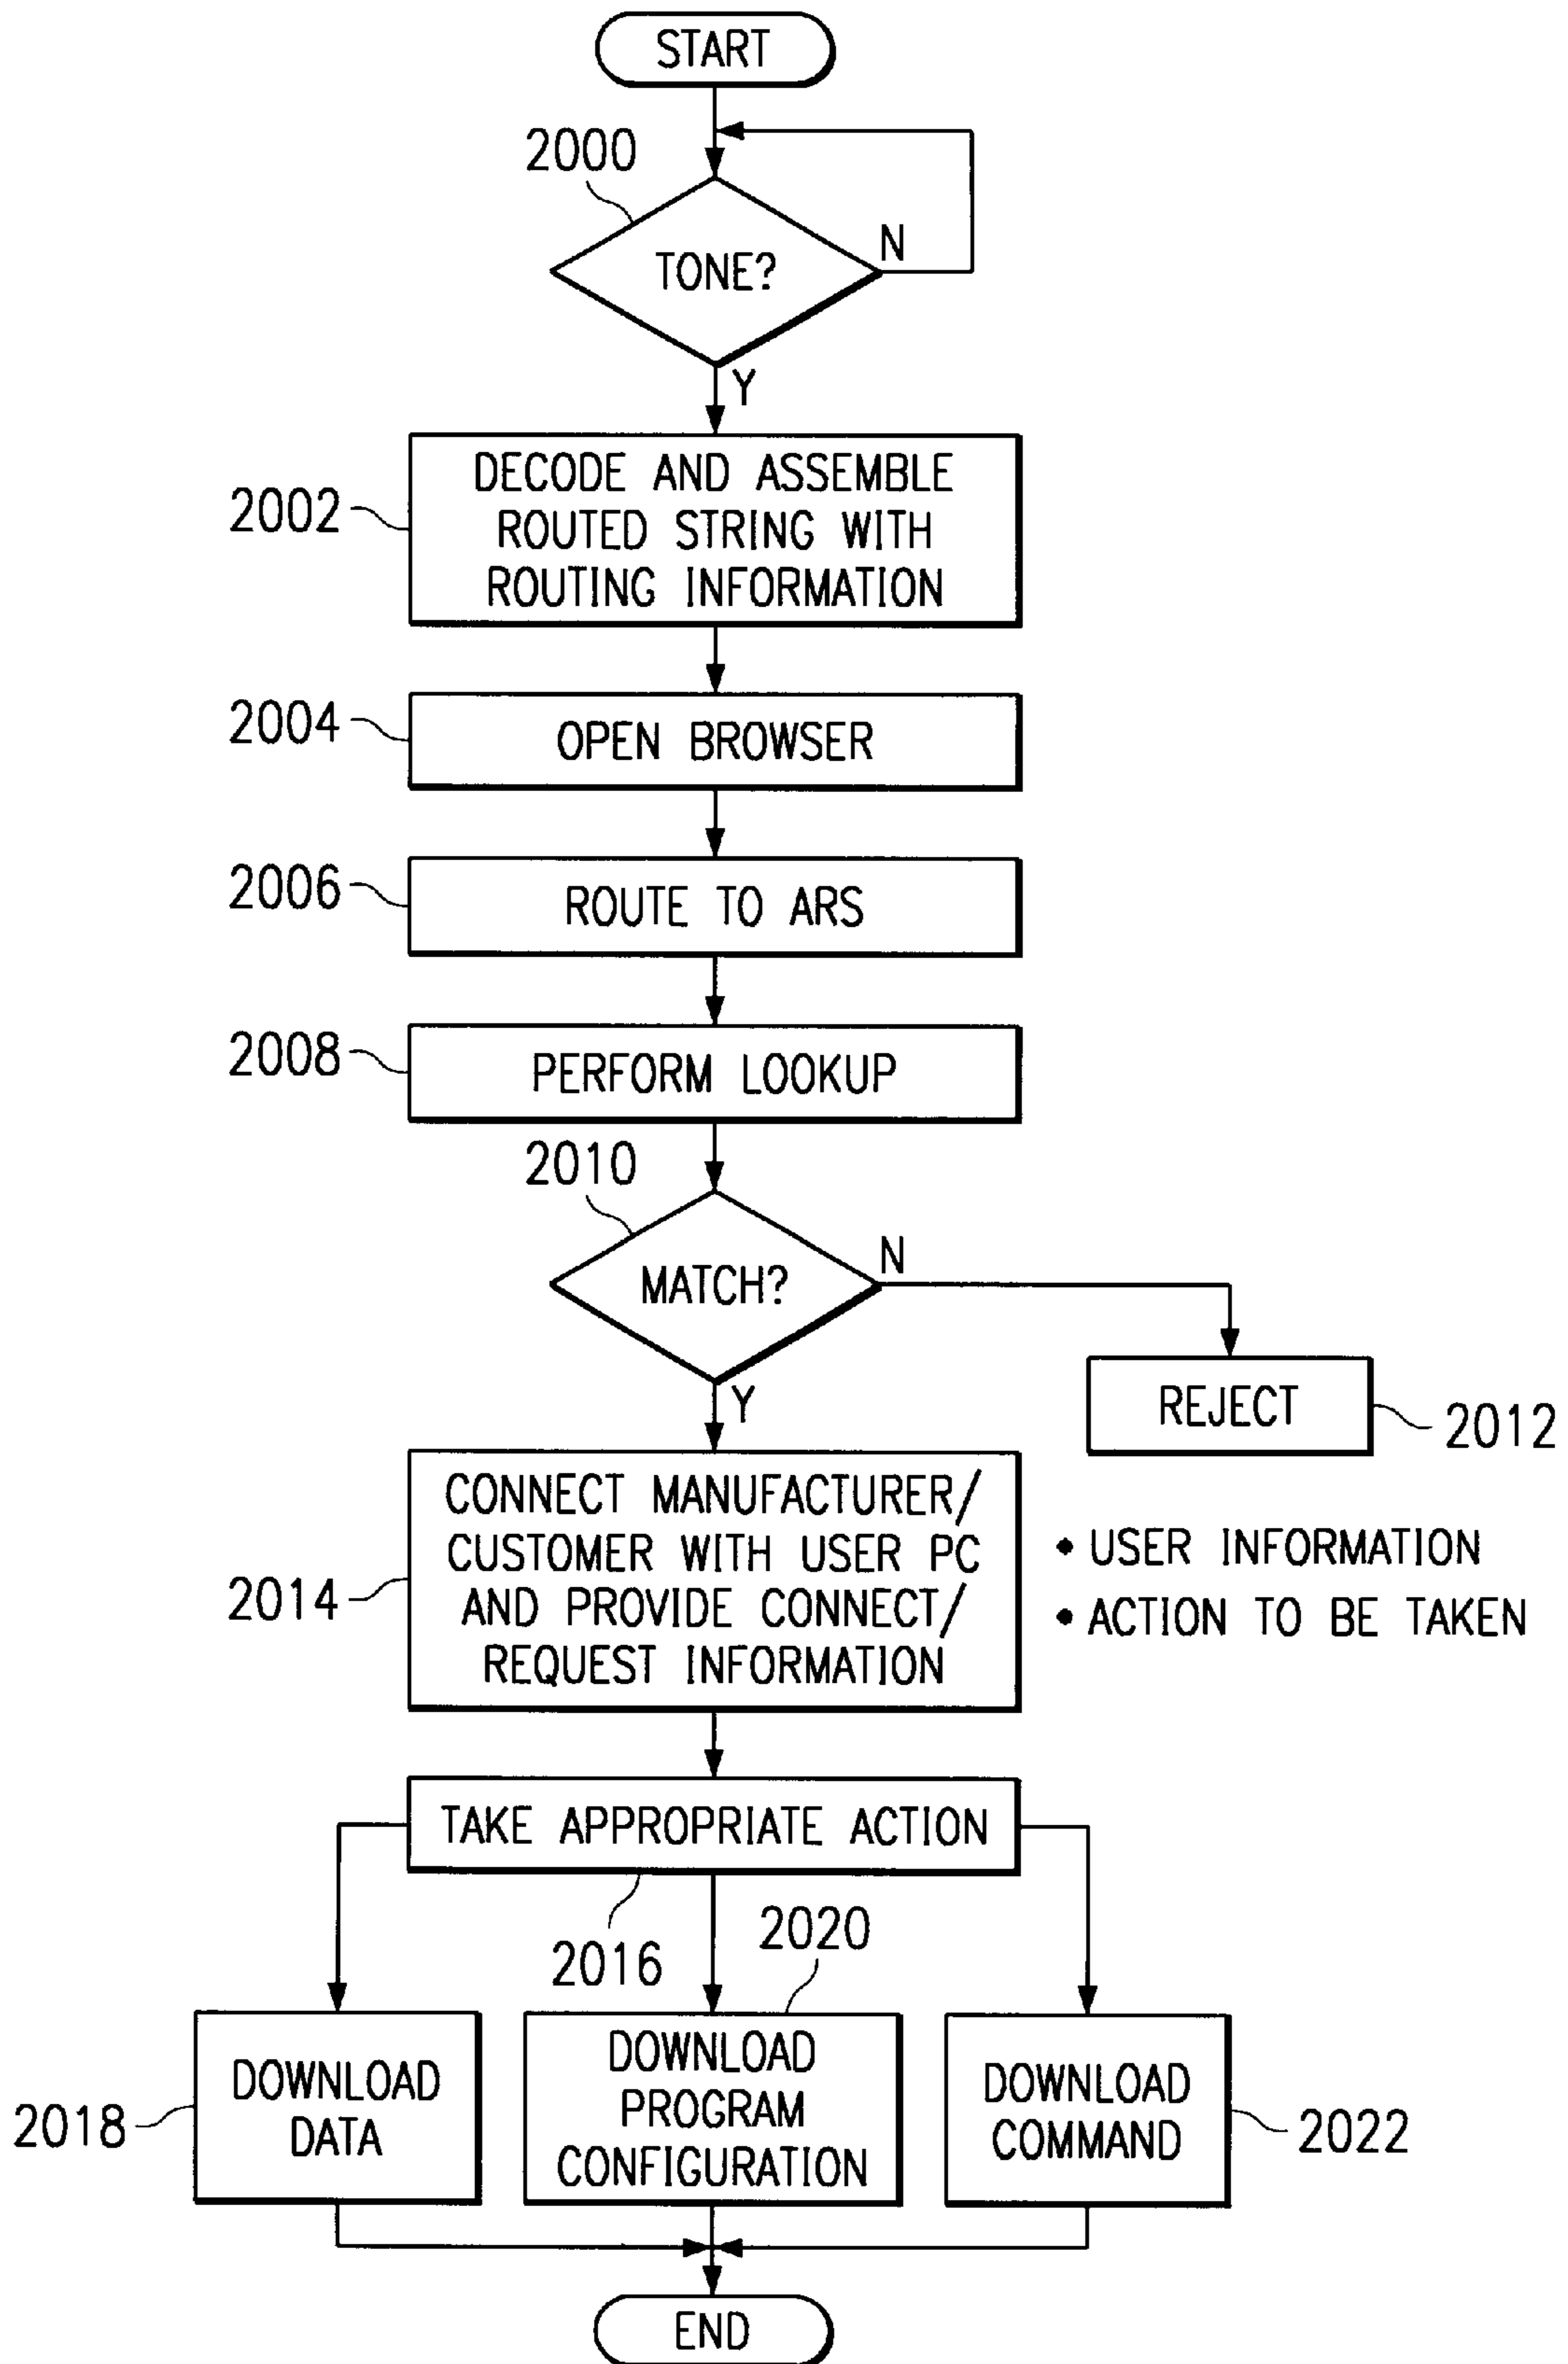 START
2000
TONE?
N
Y
2002
DECODE AND ASSEMBLE
ROUTED STRING WITH
ROUTING INFORMATION
2004
OPEN BROWSER
2006
ROUTE TO ARS
2008
PERFORM LOOKUP
2010
MATCH?
N
Y
REJECT
2012
2014
CONNECT MANUFACTURER/
CUSTOMER WITH USER PC
AND PROVIDE CONNECT/
REQUEST INFORMATION
• USER INFORMATION
• ACTION TO BE TAKEN
TAKE APPROPRIATE ACTION
2016
2020
2018
DOWNLOAD
DATA
DOWNLOAD
PROGRAM
CONFIGURATION
DOWNLOAD
COMMAND
2022
END